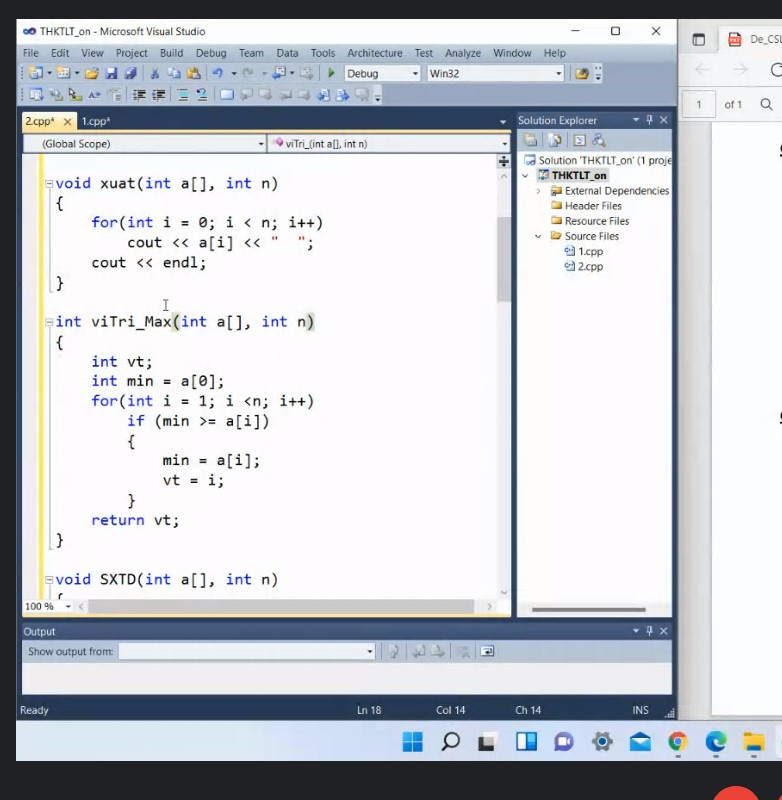 THKTLT_on - Microsoft Visual Studio
De_CSL
File Edit View Project Build Debug Team Data Tools Architecture Test Analyze Window Help
Debug Win32
1 of 1
2.cpp* 1.cpp*
Solution Explorer
(Global Scope) viTri_(int a[], int n)
Solution 'THKTLT_on' (1 proje
THKTLT_on
External Dependencies
Header Files
Resource Files
Source Files
1.cpp
2.cpp
void xuat(int a[], int n)
{
for(int i = 0; i < n; i++)
cout << a[i] << "  ";
cout << endl;
}
int viTri_Max(int a[], int n)
{
int vt;
int min = a[0];
for(int i = 1; i <n; i++)
if (min >= a[i])
{
min = a[i];
vt = i;
}
return vt;
}
void SXTD(int a[], int n)
{
100 %
Output
Show output from:
Ready Ln 18 Col 14 Ch 14 INS